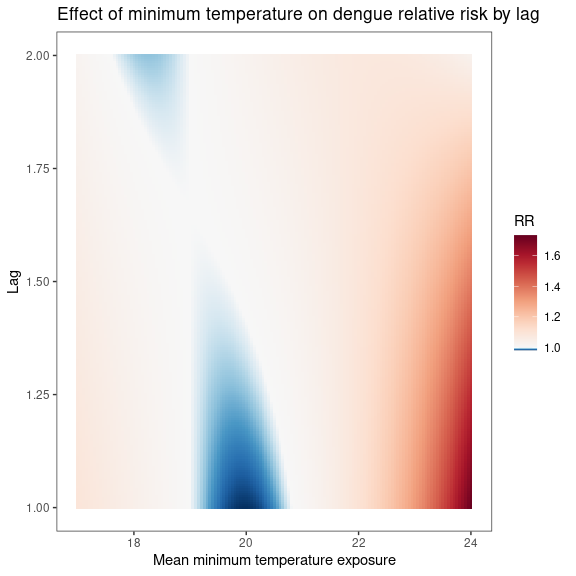 Effect of minimum temperature on dengue relative risk by lag
2.00
1.75
1.50
1.25
1.00
Lag
18 20 22 24
Mean minimum temperature exposure
RR
1.6
1.4
1.2
1.0